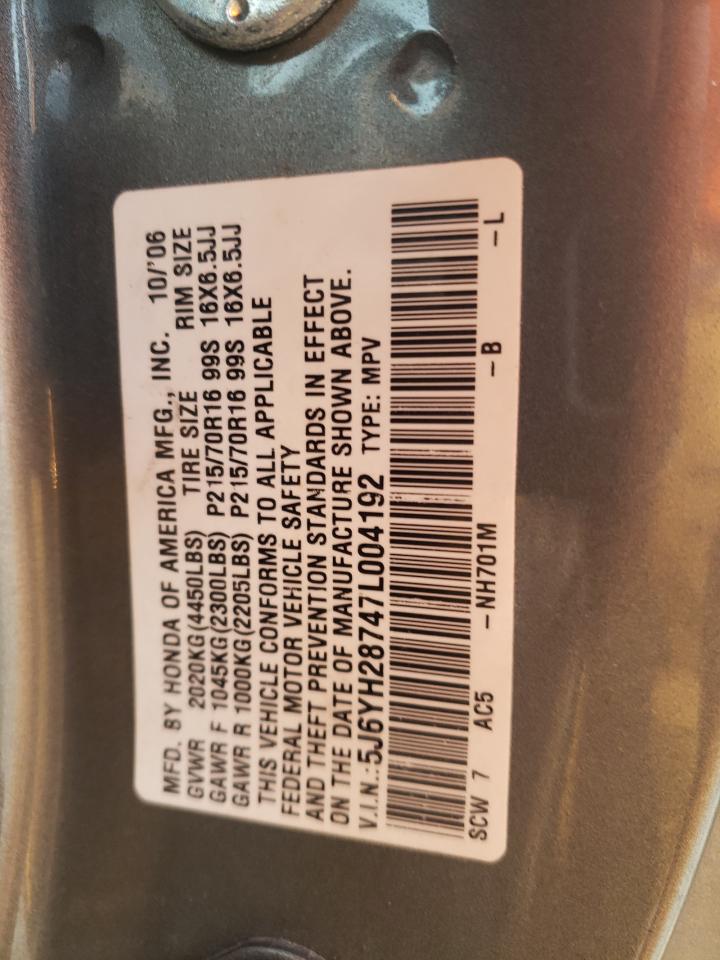 MFD. BY HONDA OF AMERICA MFG., INC. 10/'06
GVWR 2020KG(4450LBS) TIRE SIZE RIM SIZE
GAWR F 1045KG(2300LBS) P215/70R16 99S 16X6.5JJ
GAWR R 1000KG(2205LBS) P215/70R16 99S 16X6.5JJ
THIS VEHICLE CONFORMS TO ALL APPLICABLE
FEDERAL MOTOR VEHICLE SAFETY
AND THEFT PREVENTION STANDARDS IN EFFECT
ON THE DATE OF MANUFACTURE SHOWN ABOVE.
V.I.N.:5J6YH28747L004192 TYPE: MPV
SCW 7 AC5 -NH701M -B -L